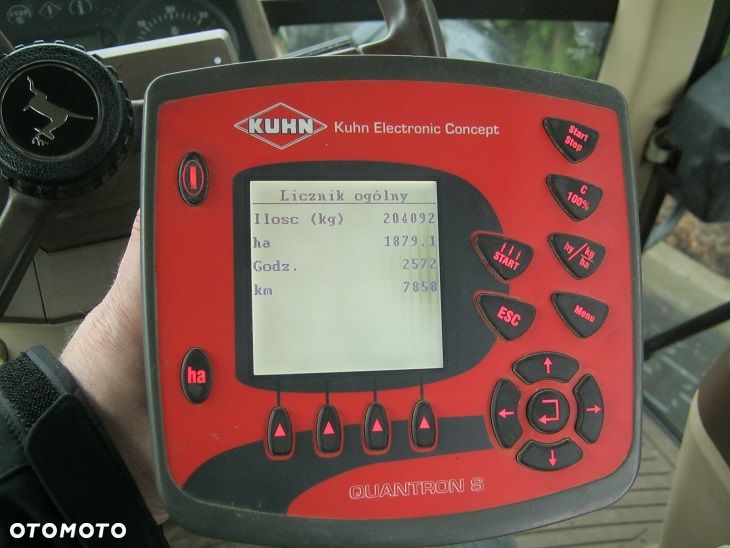 KUHN Kuhn Electronic Concept
Start
Stop
C
100%
Licznik ogólny
Ilosc (kg) 204092
ha 1879.1
Godz. 2572
km 7858
START
hy/kg
ha
ESC
Menu
ha
QUANTRON S
OTOMOTO